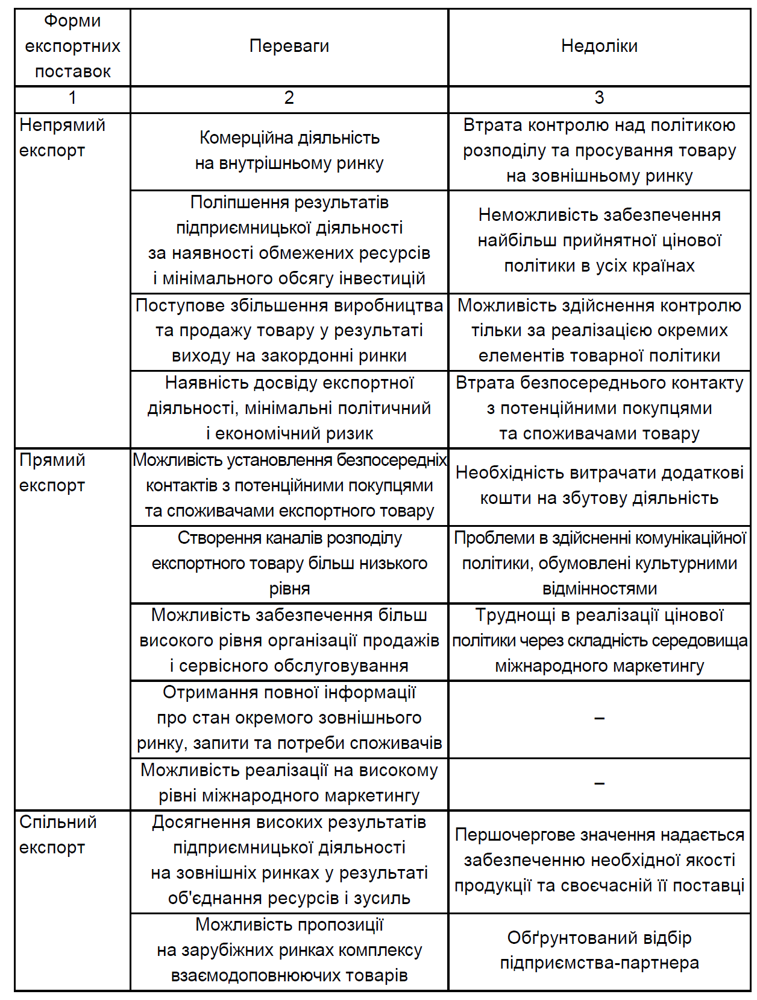 Форми
експортних
поставок
Переваги
Недоліки
1
2
3
Непрямий
експорт
Комерційна діяльність
на внутрішньому ринку
Втрата контролю над політикою
розподілу та просування товару
на зовнішньому ринку
Поліпшення результатів
підприємницької діяльності
за наявності обмежених ресурсів
і мінімального обсягу інвестицій
Неможливість забезпечення
найбільш прийнятної цінової
політики в усіх країнах
Поступове збільшення виробництва
та продажу товару у результаті
виходу на закордонні ринки
Можливість здійснення контролю
тільки за реалізацією окремих
елементів товарної політики
Наявність досвіду експортної
діяльності, мінімальні політичний
і економічний ризик
Втрата безпосереднього контакту
з потенційними покупцями
та споживачами товару
Прямий
експорт
Можливість установлення безпосередніх
контактів з потенційними покупцями
та споживачами експортного товару
Необхідність витрачати додаткові
кошти на збутову діяльність
Створення каналів розподілу
експортного товару більш низького
рівня
Проблеми в здійсненні комунікаційної
політики, обумовлені культурними
відмінностями
Можливість забезпечення більш
високого рівня організації продажів
і сервісного обслуговування
Труднощі в реалізації цінової
політики через складність середовища
міжнародного маркетингу
Отримання повної інформації
про стан окремого зовнішнього
ринку, запити та потреби споживачів
–
Можливість реалізації на високому
рівні міжнародного маркетингу
–
Спільний
експорт
Досягнення високих результатів
підприємницької діяльності
на зовнішніх ринках у результаті
об'єднання ресурсів і зусиль
Першочергове значення надається
забезпеченню необхідної якості
продукції та своєчасній її поставці
Можливість пропозиції
на зарубіжних ринках комплексу
взаємодоповнюючих товарів
Обґрунтований відбір
підприємства-партнера